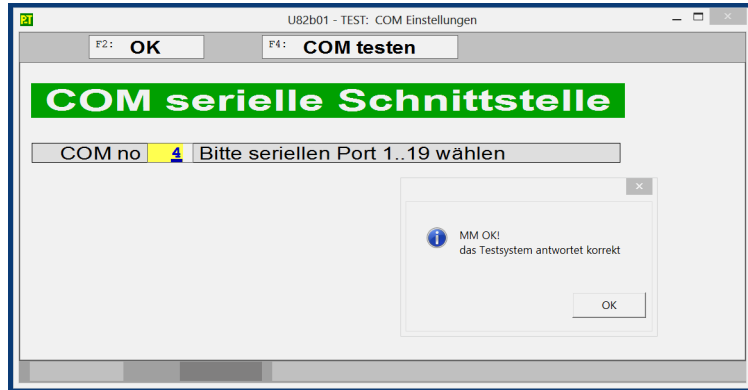 PT U82b01 - TEST: COM Einstellungen
F2: OK F4: COM testen
COM serielle Schnittstelle
COM no 4 Bitte seriellen Port 1..19 wählen
MM OK!
das Testsystem antwortet korrekt
OK